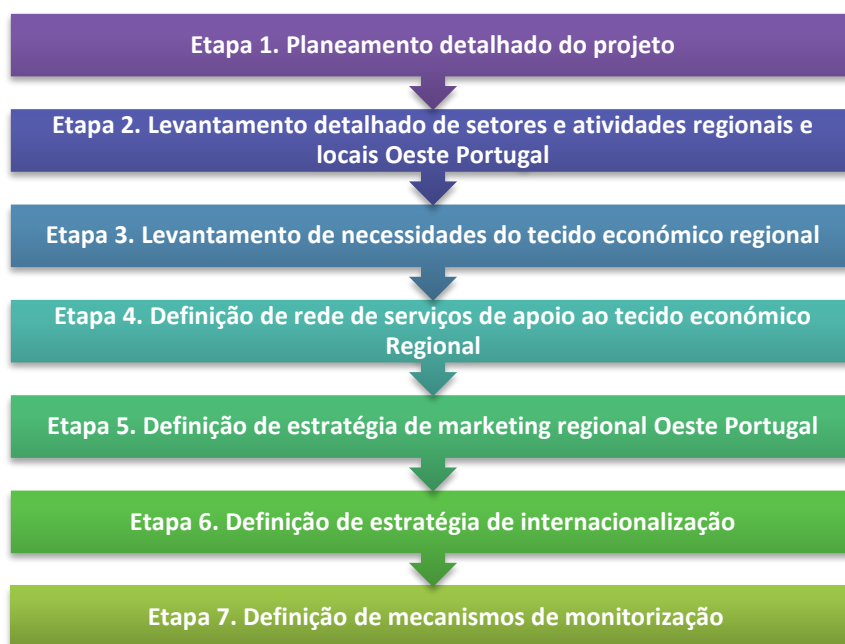 Etapa 1. Planeamento detalhado do projeto
Etapa 2. Levantamento detalhado de setores e atividades regionais e
locais Oeste Portugal
Etapa 3. Levantamento de necessidades do tecido económico regional
Etapa 4. Definição de rede de serviços de apoio ao tecido económico
Regional
Etapa 5. Definição de estratégia de marketing regional Oeste Portugal
Etapa 6. Definição de estratégia de internacionalização
Etapa 7. Definição de mecanismos de monitorização